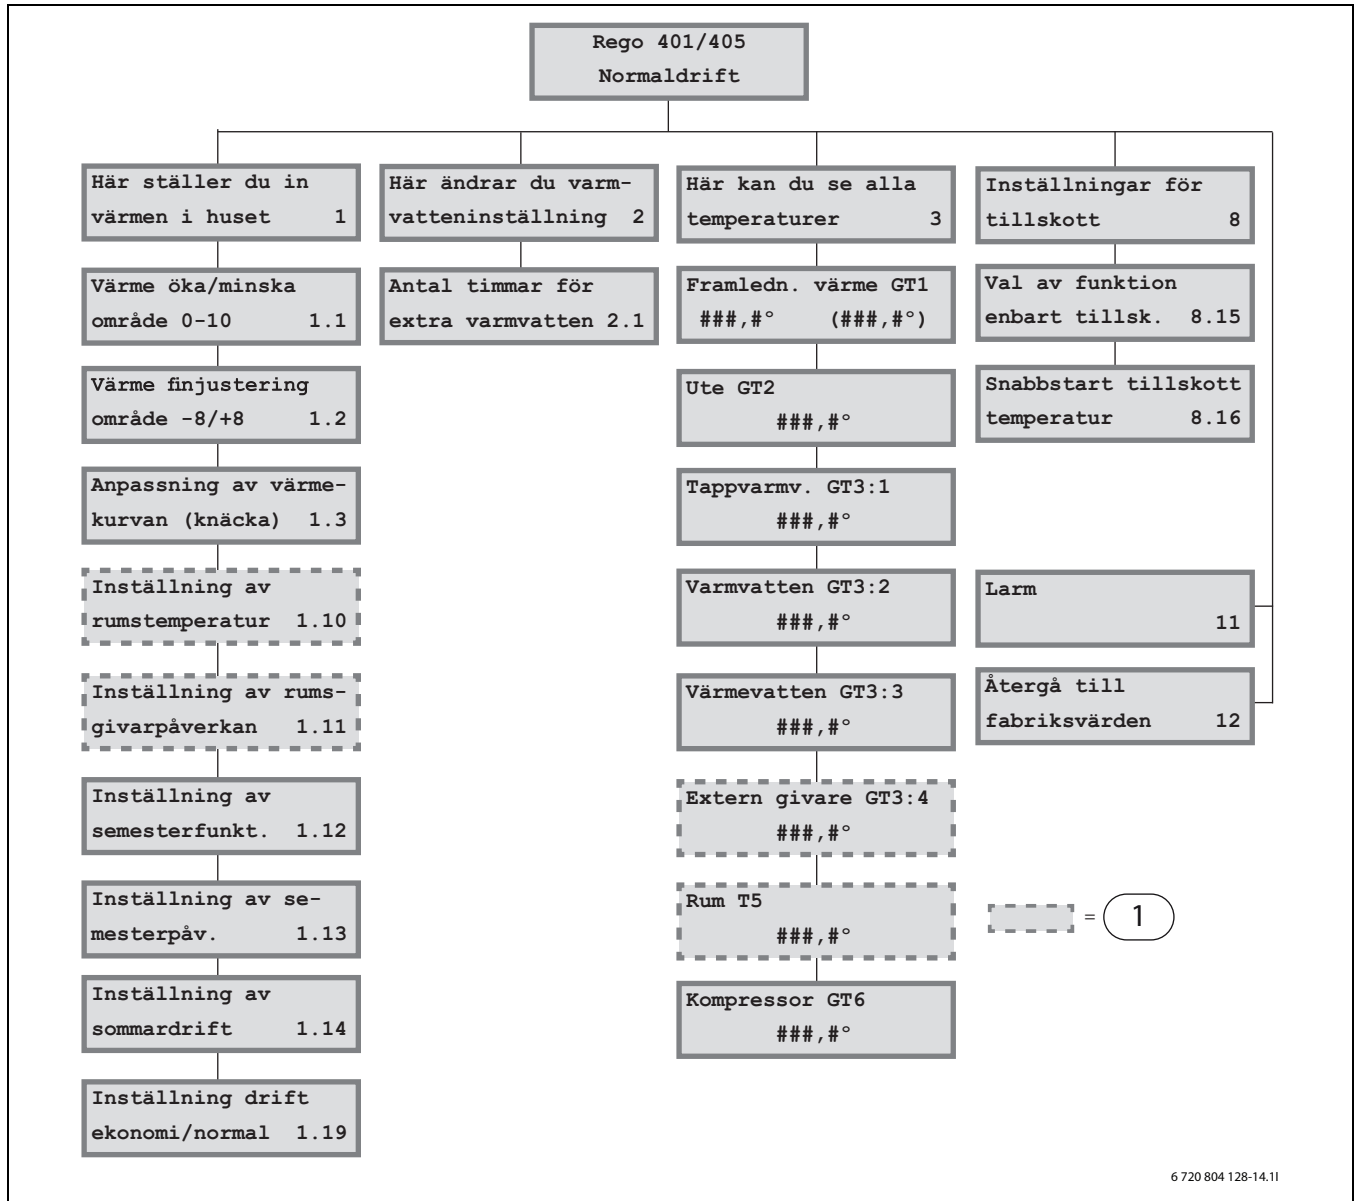 Rego 401/405
Normaldrift
Här ställer du in
värmen i huset 1
Värme öka/minska
område 0-10 1.1
Värme finjustering
område -8/+8 1.2
Anpassning av värme-
kurvan (knäcka) 1.3
Inställning av
rumstemperatur 1.10
Inställning av rums-
givarpåverkan 1.11
Inställning av
semesterfunkt. 1.12
Inställning av se-
mesterpåv. 1.13
Inställning av
sommardrift 1.14
Inställning drift
ekonomi/normal 1.19
Här ändrar du varm-
vatteninställning 2
Antal timmar för
extra varmvatten 2.1
Här kan du se alla
temperaturer 3
Framledn. värme GT1
###,#° (###,#°)
Ute GT2
###,#°
Tappvarmv. GT3:1
###,#°
Varmvatten GT3:2
###,#°
Värmevatten GT3:3
###,#°
Extern givare GT3:4
###,#°
Rum T5
###,#°
Kompressor GT6
###,#°
Inställningar för
tillskott 8
Val av funktion
enbart tillsk. 8.15
Snabbstart tillskott
temperatur 8.16
Larm
11
Återgå till
fabriksvärden 12
= 1
6 720 804 128-14.1I